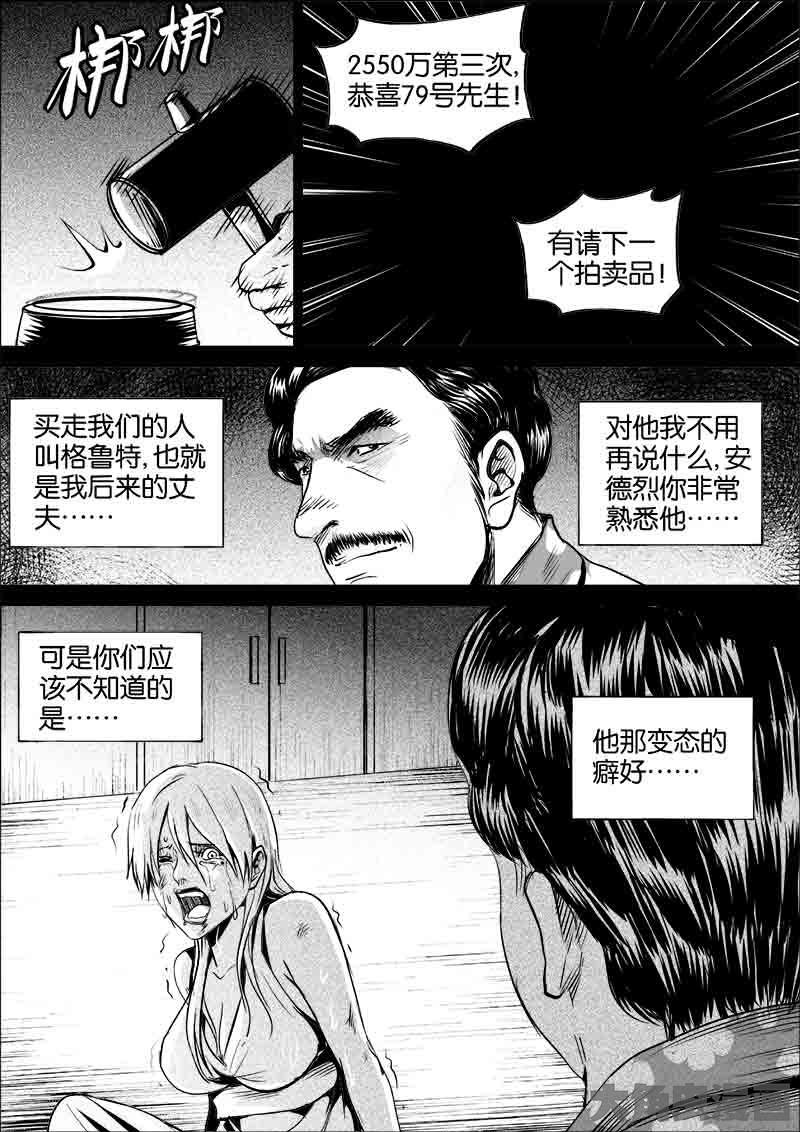 梆梆
2550万第三次,
恭喜79号先生!
有请下一
个拍卖品!
买走我们的人
叫格鲁特,也就
是我后来的丈
夫……
对他我不用
再说什么,安
德烈你非常
熟悉他……
可是你们应
该不知道的
是……
他那变态的
癖好……